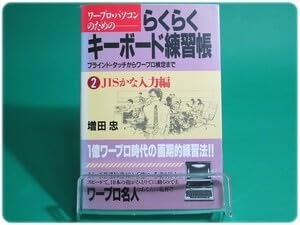 ワープロ・パソコン
のための
らくらく
キーボード練習帳
ブラインド・タッチからワープロ検定まで
2 JISかな入力編
増田 忠
1億ワープロ時代の画期的練習法!!
ワープロ名人